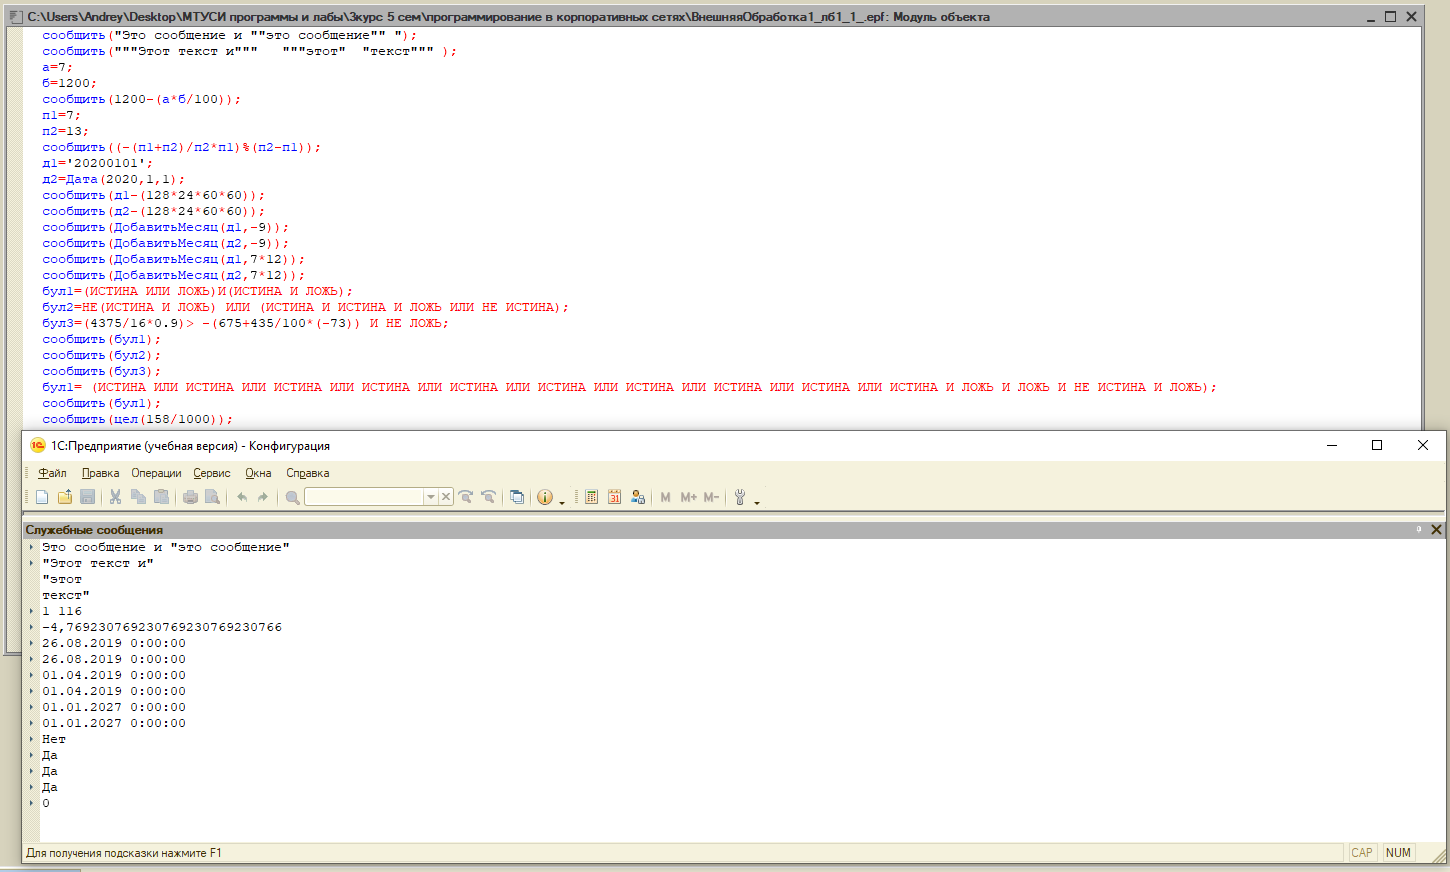 C:\Users\Andrey\Desktop\МТУСИ программы и лабы\3курс 5 сем\программирование в корпоративных сетях\ВнешняяОбработка1_лб1_1_.epf: Модуль объекта
сообщить("Это сообщение и ""это сообщение"" ");
сообщить("""Этот текст и"""   """этот"  "текст""" );
а=7;
б=1200;
сообщить(1200-(а*б/100));
п1=7;
п2=13;
сообщить((-(п1+п2)/п2*п1)%(п2-п1));
д1='20200101';
д2=Дата(2020,1,1);
сообщить(д1-(128*24*60*60));
сообщить(д2-(128*24*60*60));
сообщить(ДобавитьМесяц(д1,-9));
сообщить(ДобавитьМесяц(д2,-9));
сообщить(ДобавитьМесяц(д1,7*12));
сообщить(ДобавитьМесяц(д2,7*12));
бул1=(ИСТИНА ИЛИ ЛОЖЬ)И(ИСТИНА И ЛОЖЬ);
бул2=НЕ(ИСТИНА И ЛОЖЬ) ИЛИ (ИСТИНА И ИСТИНА И ЛОЖЬ ИЛИ НЕ ИСТИНА);
бул3=(4375/16*0.9)> -(675+435/100*(-73)) И НЕ ЛОЖЬ;
сообщить(бул1);
сообщить(бул2);
сообщить(бул3);
бул1= (ИСТИНА ИЛИ ИСТИНА ИЛИ ИСТИНА ИЛИ ИСТИНА ИЛИ ИСТИНА ИЛИ ИСТИНА ИЛИ ИСТИНА ИЛИ ИСТИНА ИЛИ ИСТИНА ИЛИ ИСТИНА И ЛОЖЬ И ЛОЖЬ И НЕ ИСТИНА И ЛОЖЬ);
сообщить(бул1);
сообщить(цел(158/1000));
1С:Предприятие (учебная версия) - Конфигурация
Файл Правка Операции Сервис Окна Справка
M M+ M-
Служебные сообщения
Это сообщение и "это сообщение"
"Этот текст и"
"этот
текст"
1 116
-4,769230769230769230769230766
26.08.2019 0:00:00
26.08.2019 0:00:00
01.04.2019 0:00:00
01.04.2019 0:00:00
01.01.2027 0:00:00
01.01.2027 0:00:00
Нет
Да
Да
Да
0
Для получения подсказки нажмите F1
CAP NUM